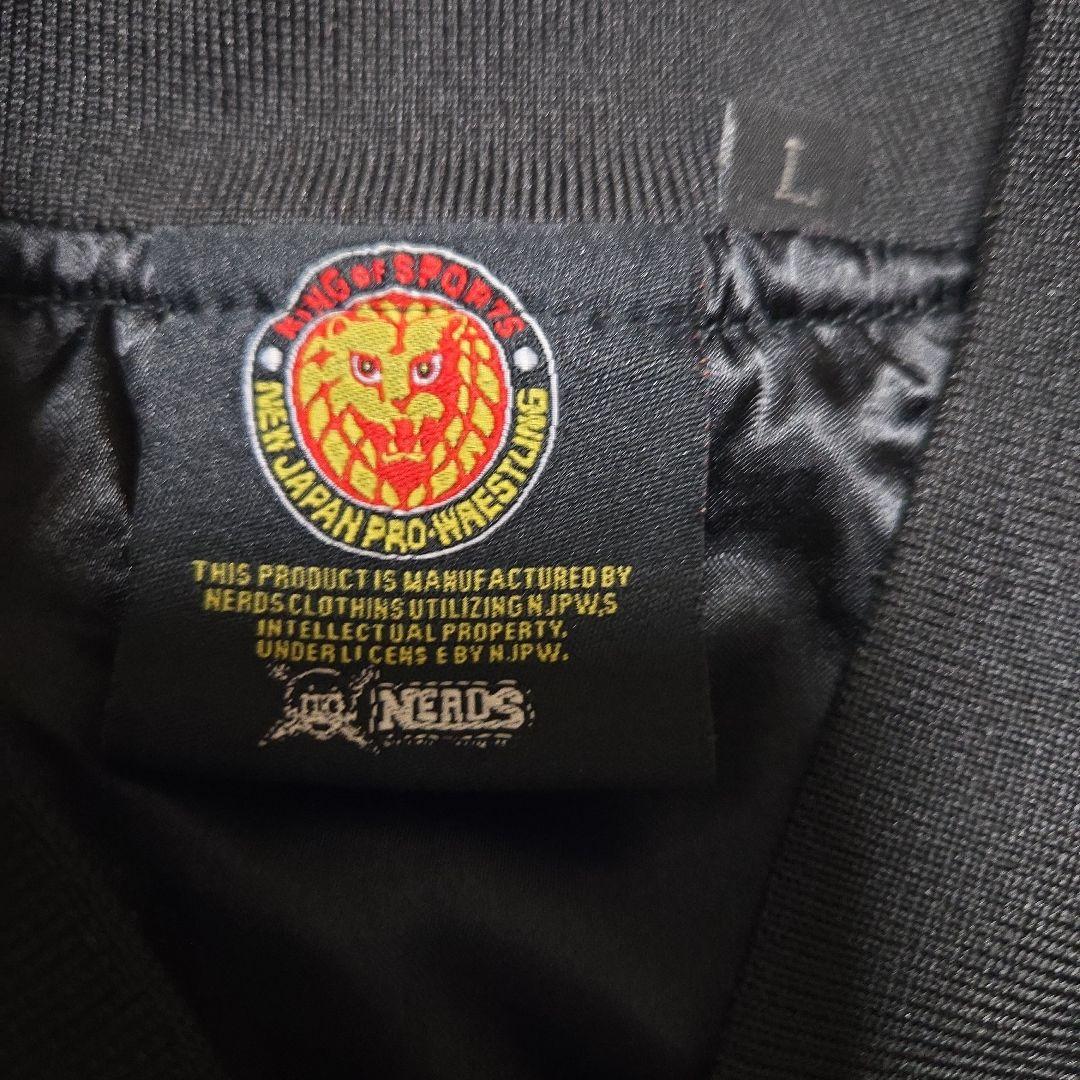 L
KING OF SPORTS
NEW JAPAN PRO-WRESTLING
THIS PRODUCT IS MANUFACTURED BY
NERDS CLOTHINS UTILIZING NJPW,S
INTELLECTUAL PROPERTY.
UNDER LICENSE BY NJPW.
NERDS